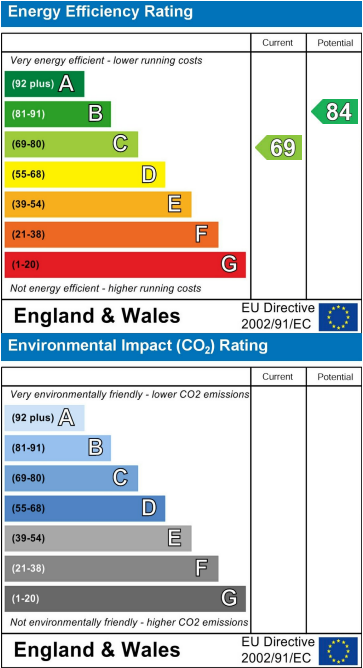 Energy Efficiency Rating
Current Potential
Very energy efficient - lower running costs
(92 plus) A
(81-91) B
84
(69-80) C
69
(55-68) D
(39-54) E
(21-38) F
(1-20) G
Not energy efficient - higher running costs
England & Wales
EU Directive
2002/91/EC
Environmental Impact (CO₂) Rating
Current Potential
Very environmentally friendly - lower CO2 emissions
(92 plus) A
(81-91) B
(69-80) C
(55-68) D
(39-54) E
(21-38) F
(1-20) G
Not environmentally friendly - higher CO2 emissions
England & Wales
EU Directive
2002/91/EC